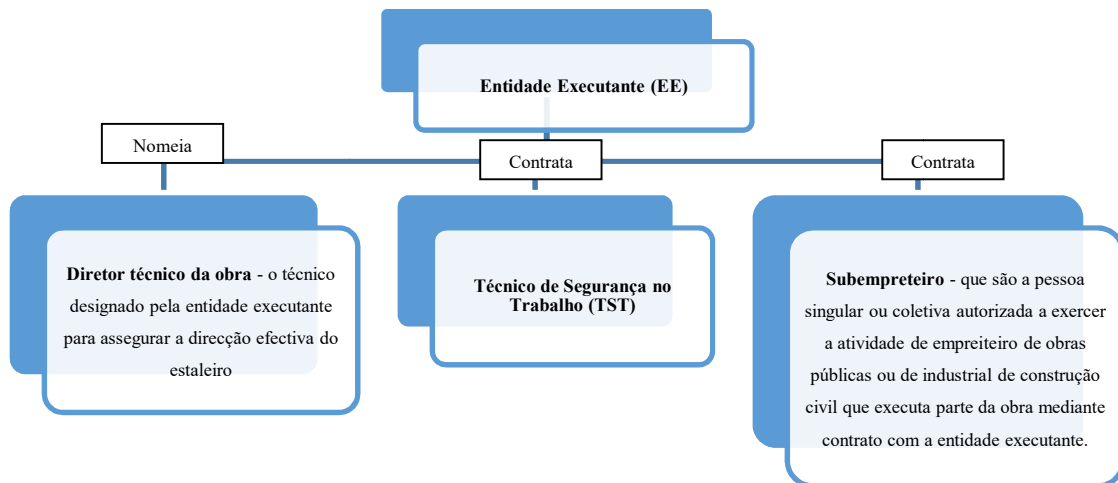 Entidade Executante (EE)
Nomeia
Contrata
Contrata
Diretor técnico da obra - o técnico
designado pela entidade executante
para assegurar a direcção efectiva do
estaleiro
Técnico de Segurança no
Trabalho (TST)
Subempreteiro - que são a pessoa
singular ou coletiva autorizada a exercer
a atividade de empreiteiro de obras
públicas ou de industrial de construção
civil que executa parte da obra mediante
contrato com a entidade executante.